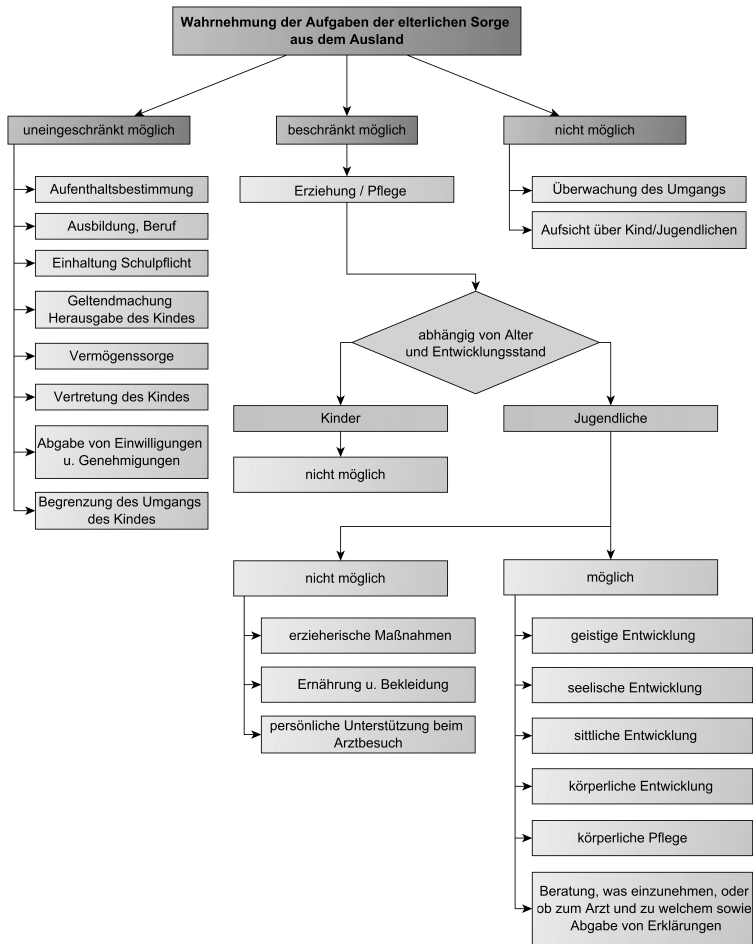 Wahrnehmung der Aufgaben der elterlichen Sorge
aus dem Ausland
uneingeschränkt möglich
beschränkt möglich
nicht möglich
Aufenthaltsbestimmung
Ausbildung, Beruf
Einhaltung Schulpflicht
Geltendmachung
Herausgabe des Kindes
Vermögenssorge
Vertretung des Kindes
Abgabe von Einwilligungen
u. Genehmigungen
Begrenzung des Umgangs
des Kindes
Erziehung / Pflege
Überwachung des Umgangs
Aufsicht über Kind/Jugendlichen
abhängig von Alter
und Entwicklungsstand
Kinder
nicht möglich
Jugendliche
nicht möglich
erzieherische Maßnahmen
Ernährung u. Bekleidung
persönliche Unterstützung beim
Arztbesuch
möglich
geistige Entwicklung
seelische Entwicklung
sittliche Entwicklung
körperliche Entwicklung
körperliche Pflege
Beratung, was einzunehmen, oder
ob zum Arzt und zu welchem sowie
Abgabe von Erklärungen